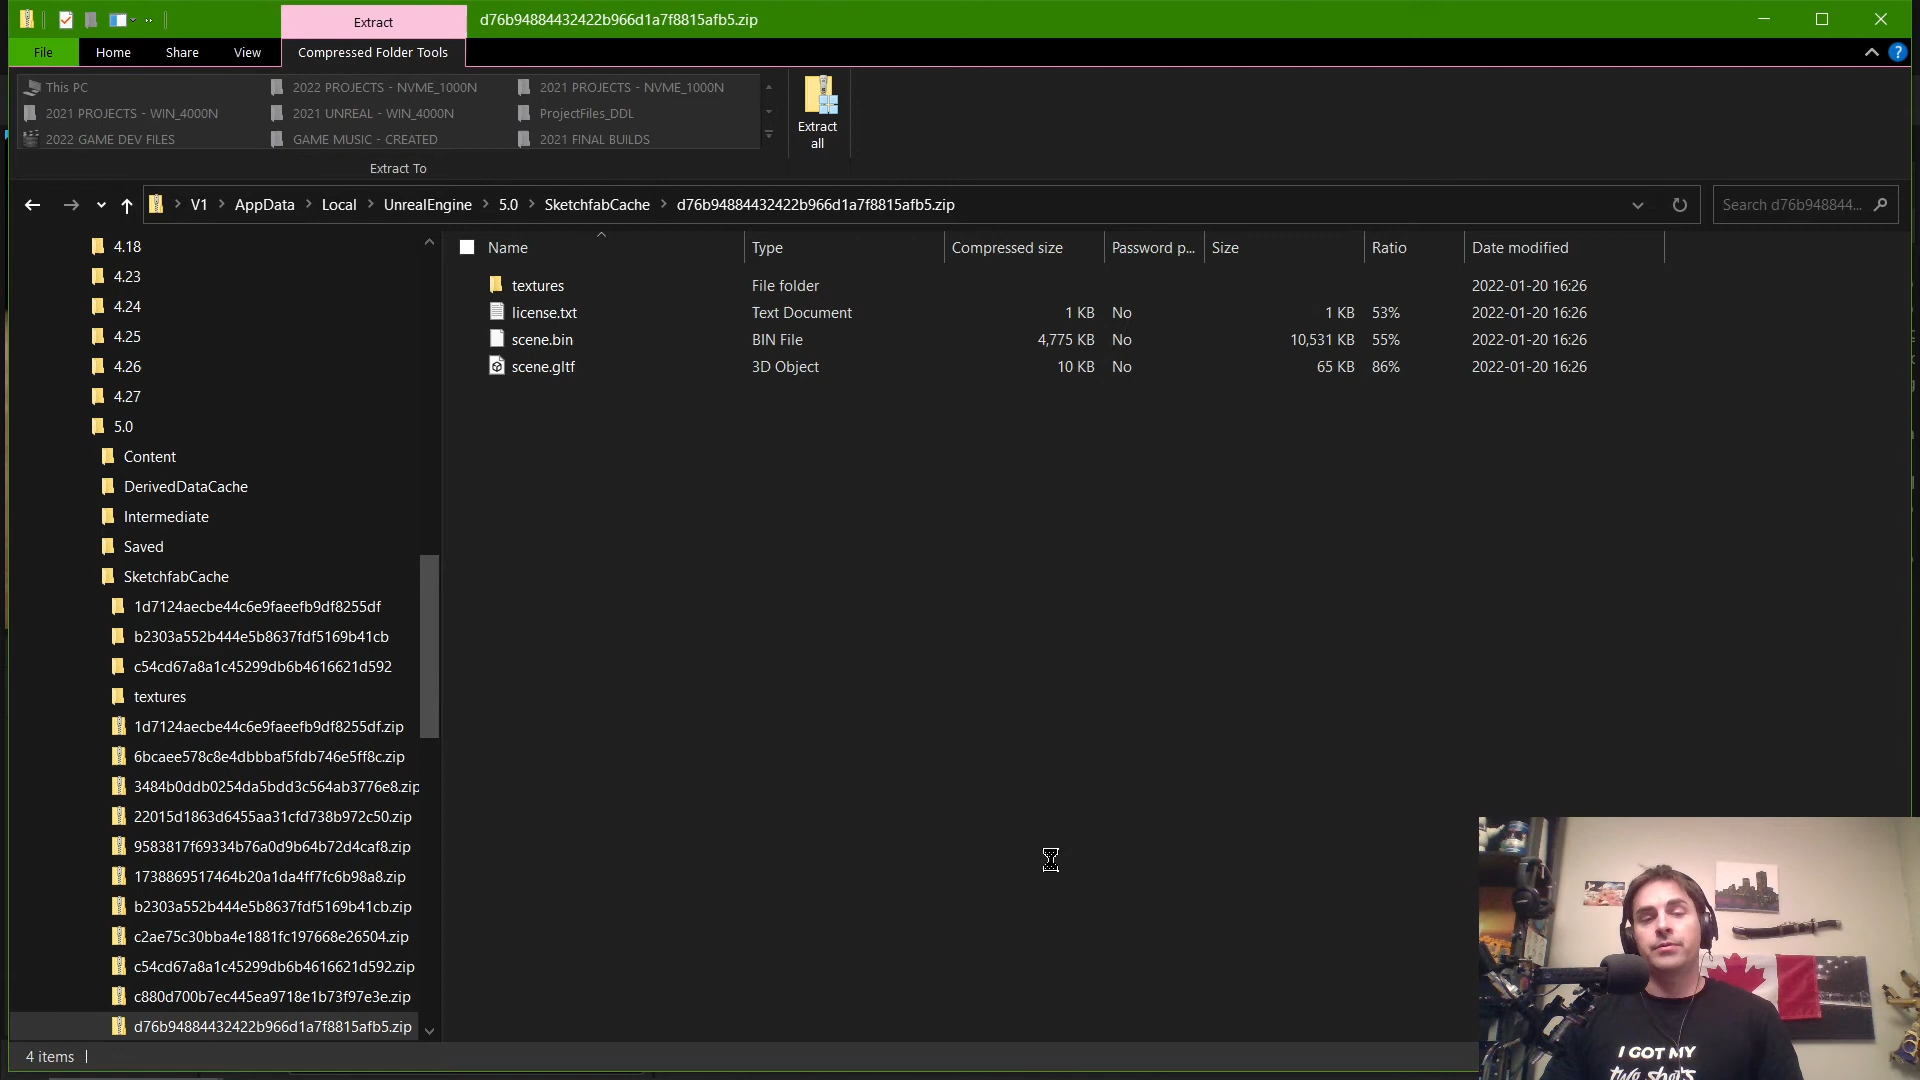 Extract
d76b94884432422b966d1a7f8815afb5.zip
File
Home
Share
View
Compressed Folder Tools
?
This PC
2022 PROJECTS - NVME_1000N
2021 PROJECTS - NVME_1000N
2021 PROJECTS - WIN_4000N
2021 UNREAL - WIN_4000N
ProjectFiles_DDL
2022 GAME DEV FILES
GAME MUSIC - CREATED
2021 FINAL BUILDS
Extract To
Extract
all
V1
AppData
Local
UnrealEngine
5.0
SketchfabCache
d76b94884432422b966d1a7f8815afb5.zip
Search d76b948844...
4.18
4.23
4.24
4.25
4.26
4.27
5.0
Content
DerivedDataCache
Intermediate
Saved
SketchfabCache
1d7124aecbe44c6e9faeefb9df8255df
b2303a552b444e5b8637fdf5169b41cb
c54cd67a8a1c45299db6b4616621d592
textures
1d7124aecbe44c6e9faeefb9df8255df.zip
6bcaee578c8e4dbbbaf5fdb746e5ff8c.zip
3484b0ddb0254da5bdd3c564ab3776e8.zip
22015d1863d6455aa31cfd738b972c50.zip
9583817f69334b76a0d9b64b72d4caf8.zip
1738869517464b20a1da4ff7fc6b98a8.zip
b2303a552b444e5b8637fdf5169b41cb.zip
c2ae75c30bba4e1881fc197668e26504.zip
c54cd67a8a1c45299db6b4616621d592.zip
c880d700b7ec445ea9718e1b73f97e3e.zip
d76b94884432422b966d1a7f8815afb5.zip
Name Type Compressed size Password p... Size Ratio Date modified
textures File folder 2022-01-20 16:26
license.txt Text Document 1 KB No 1 KB 53% 2022-01-20 16:26
scene.bin BIN File 4,775 KB No 10,531 KB 55% 2022-01-20 16:26
scene.gltf 3D Object 10 KB No 65 KB 86% 2022-01-20 16:26
4 items
I GOT MY
two shots